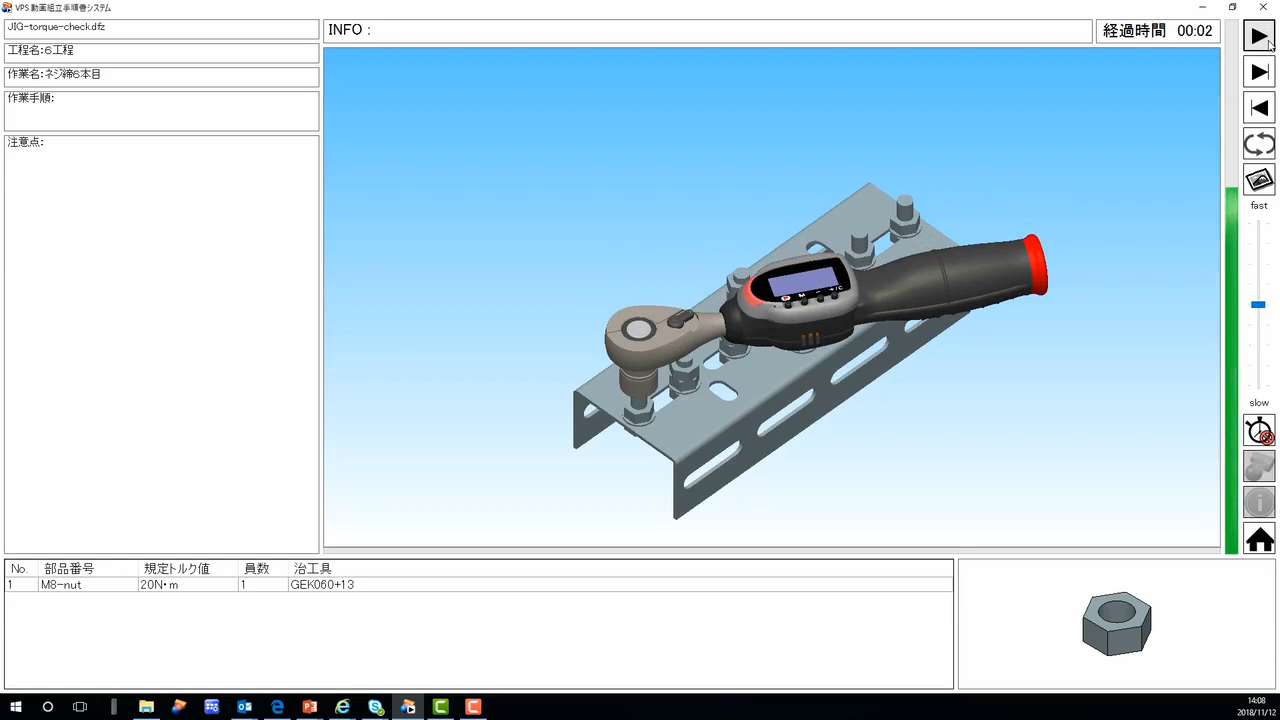 VPS 動画組立手順書システム
JIG-torque-check.dfz
工程名:6工程
作業名:ネジ締6本目
作業手順:
注意点:
INFO :
経過時間 00:02
fast
slow
No. 部品番号 規定トルク値 員数 治工具
1 M8-nut 20N・m 1 GEK060+13
14:08
2018/11/12